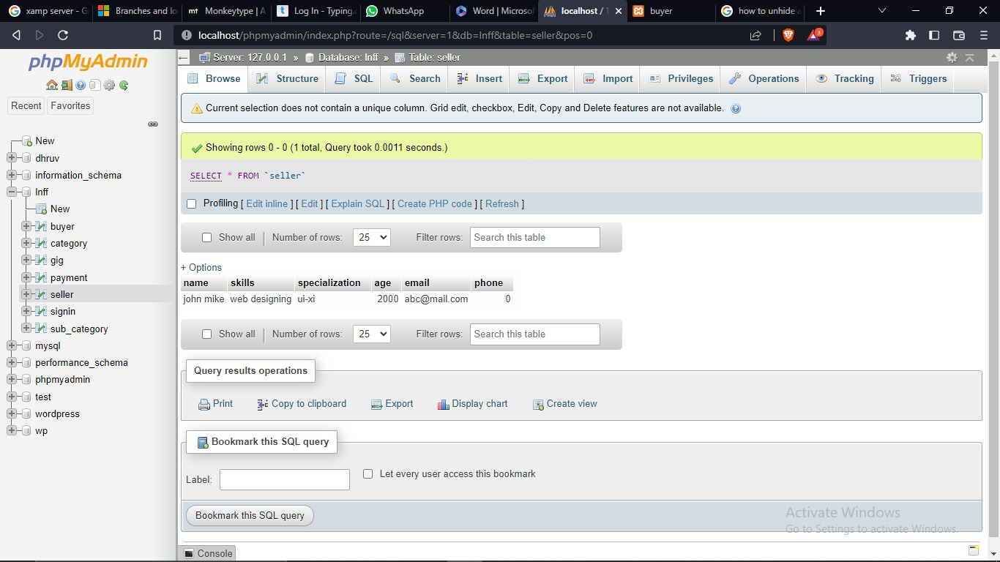 xamp server - G
Branches and lo
Monkeytype | A
Log In - Typing.
WhatsApp
Word | Microso
localhost / 1
buyer
how to unhide a
localhost/phpmyadmin/index.php?route=/sql&server=1&db=Inff&table=seller&pos=0
3
phpMyAdmin
Recent
Favorites
New
dhruv
information_schema
Inff
New
buyer
category
gig
payment
seller
signin
sub_category
mysql
performance_schema
phpmyadmin
test
wordpress
wp
Server: 127.0.0.1 » Database: Inff » Table: seller
Browse Structure SQL Search Insert Export Import Privileges Operations Tracking Triggers
Current selection does not contain a unique column. Grid edit, checkbox, Edit, Copy and Delete features are not available.
Showing rows 0 - 0 (1 total, Query took 0.0011 seconds.)
SELECT * FROM `seller`
Profiling [ Edit inline ] [ Edit ] [ Explain SQL ] [ Create PHP code ] [ Refresh ]
Show all | Number of rows: 25 Filter rows: Search this table
+ Options
name skills specialization age email phone
john mike web designing ui-xi 2000 abc@mail.com 0
Show all | Number of rows: 25 Filter rows: Search this table
Query results operations
Print Copy to clipboard Export Display chart Create view
Bookmark this SQL query
Label: Let every user access this bookmark
Bookmark this SQL query
Activate Windows
Go to Settings to activate Windows.
Console